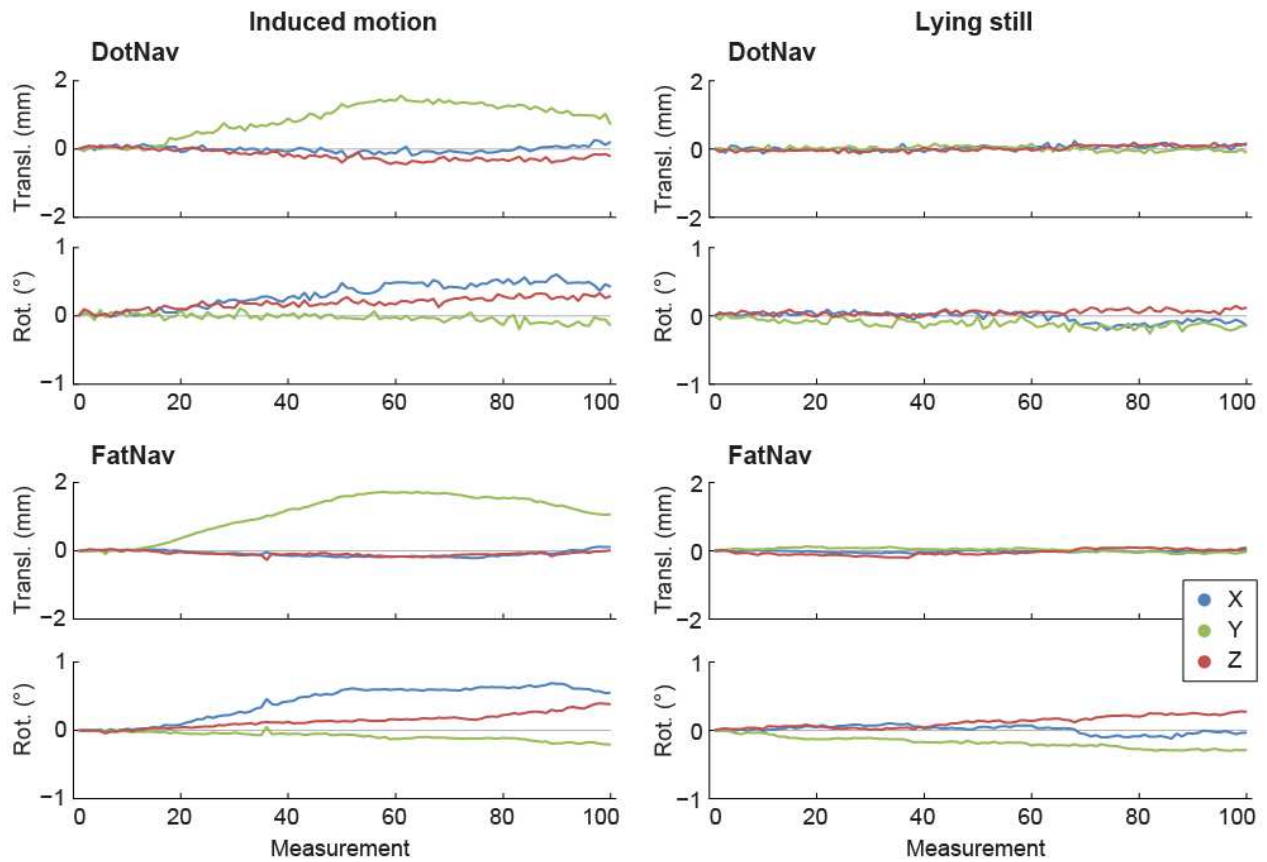 Induced motion
Lying still
DotNav
DotNav
Transl. (mm)
2
0
−2
Transl. (mm)
2
0
−2
Rot. (°)
1
0
−1
0 20 40 60 80 100
Rot. (°)
1
0
−1
0 20 40 60 80 100
FatNav
FatNav
Transl. (mm)
2
0
−2
Transl. (mm)
2
0
−2
X
Y
Z
Rot. (°)
1
0
−1
0 20 40 60 80 100
Measurement
Rot. (°)
1
0
−1
0 20 40 60 80 100
Measurement